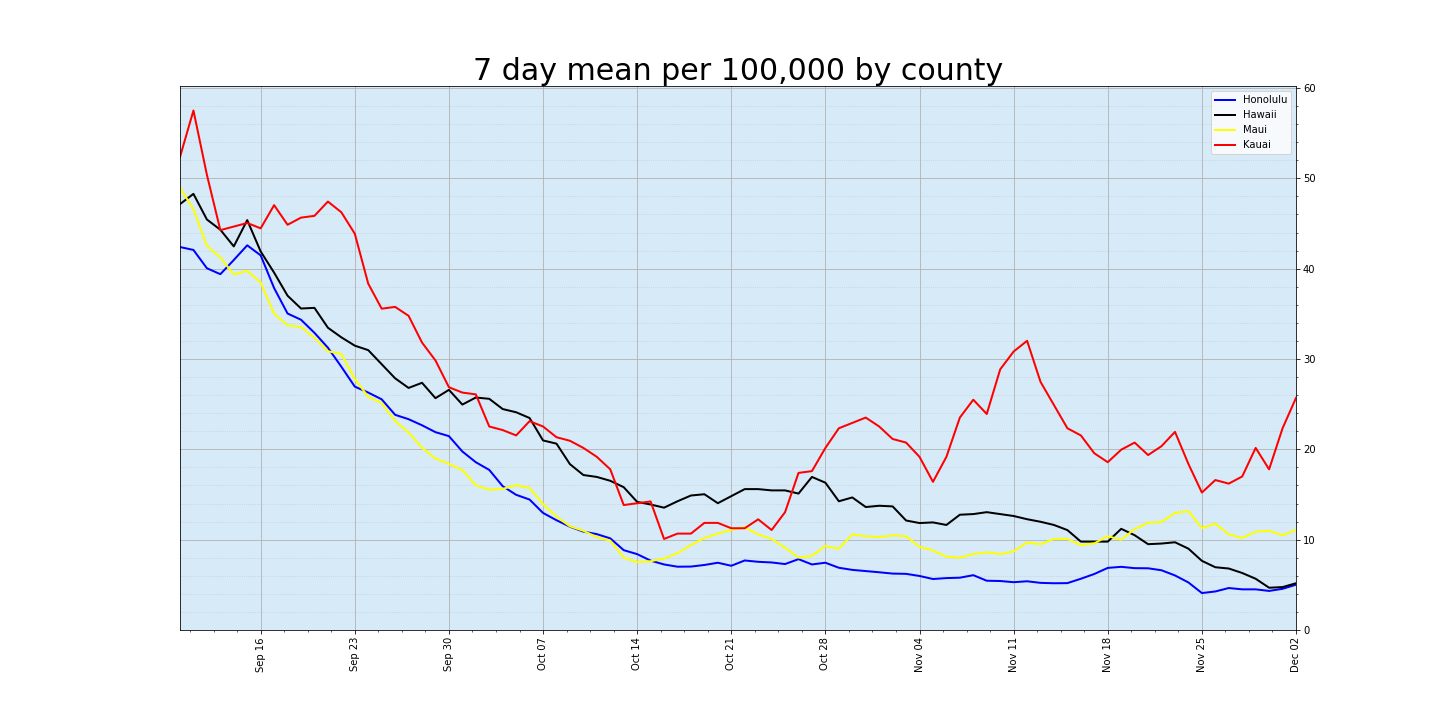 7 day mean per 100,000 by county
Honolulu
Hawaii
Maui
Kauai
60
50
40
30
20
10
0
Sep 16
Sep 23
Sep 30
Oct 07
Oct 14
Oct 21
Oct 28
Nov 04
Nov 11
Nov 18
Nov 25
Dec 02